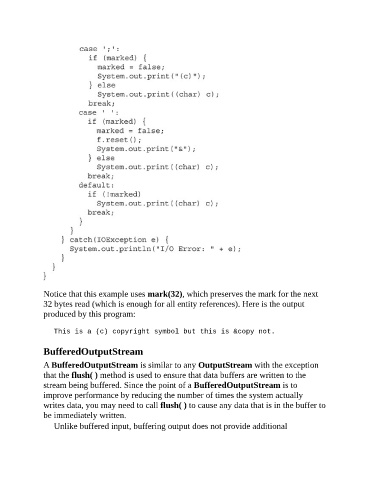 case ';':
if (marked) {
marked = false;
System.out.print("(c)");
} else
System.out.print((char) c);
break;
case ' ':
if (marked) {
marked = false;
f.reset();
System.out.print("&");
} else
System.out.print((char) c);
break;
default:
if (!marked)
System.out.print((char) c);
break;
}
}
} catch(IOException e) {
System.out.println("I/O Error: " + e);
}
}
}
Notice that this example uses mark(32), which preserves the mark for the next
32 bytes read (which is enough for all entity references). Here is the output
produced by this program:
This is a (c) copyright symbol but this is &copy not.
BufferedOutputStream
A BufferedOutputStream is similar to any OutputStream with the exception
that the flush( ) method is used to ensure that data buffers are written to the
stream being buffered. Since the point of a BufferedOutputStream is to
improve performance by reducing the number of times the system actually
writes data, you may need to call flush( ) to cause any data that is in the buffer to
be immediately written.
Unlike buffered input, buffering output does not provide additional